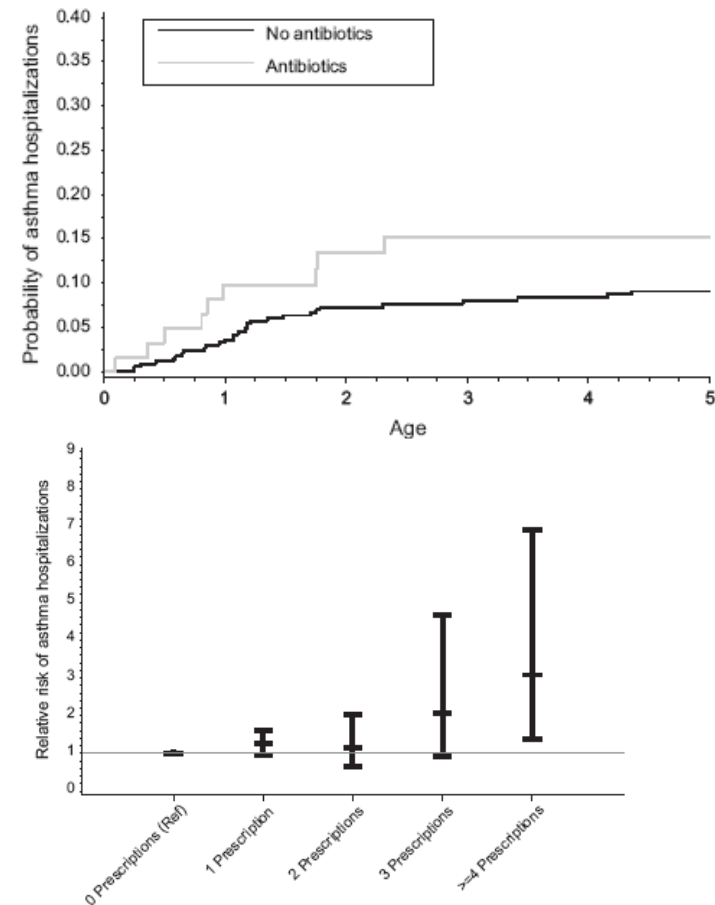 Probability of asthma hospitalizations
0.40
0.35
0.30
0.25
0.20
0.15
0.10
0.05
0.00
No antibiotics
Antibiotics
0 1 2 3 4 5
Age
Relative risk of asthma hospitalizations
9
8
7
6
5
4
3
2
1
0
0 Prescriptions (Ref)
1 Prescription
2 Prescriptions
3 Prescriptions
>=4 Prescriptions